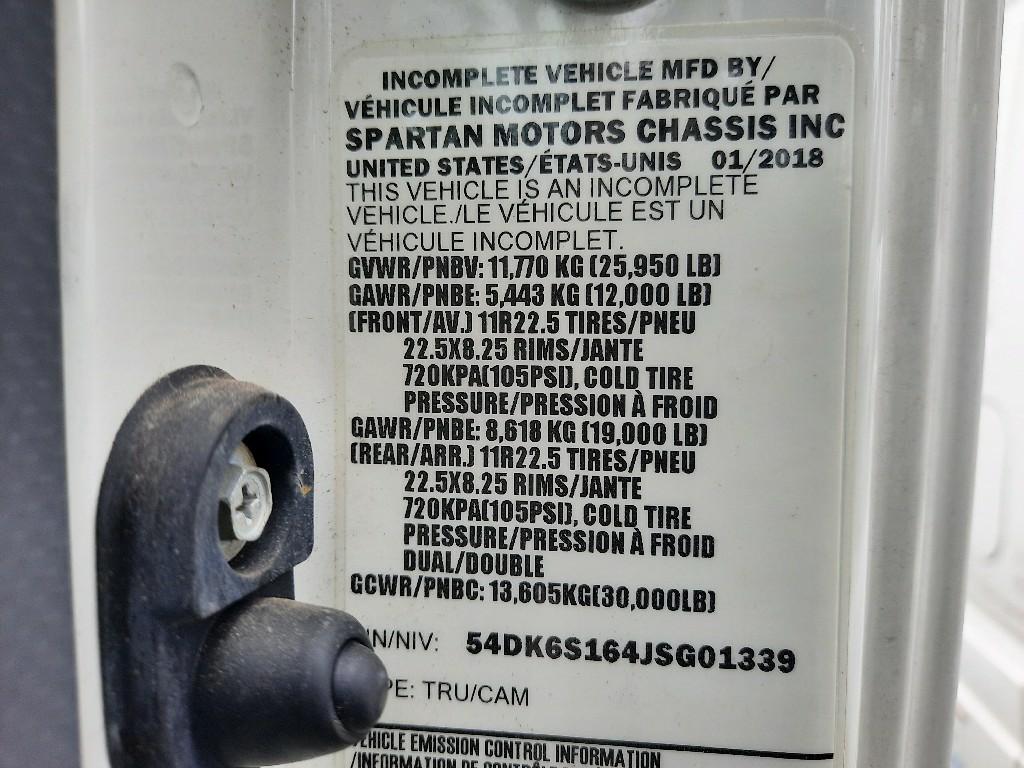 INCOMPLETE VEHICLE MFD BY/
VÉHICULE INCOMPLET FABRIQUÉ PAR
SPARTAN MOTORS CHASSIS INC
UNITED STATES/ÉTATS-UNIS 01/2018
THIS VEHICLE IS AN INCOMPLETE
VEHICLE./LE VÉHICULE EST UN
VÉHICULE INCOMPLET.
GVWR/PNBV: 11,770 KG (25,950 LB)
GAWR/PNBE: 5,443 KG (12,000 LB)
(FRONT/AV.) 11R22.5 TIRES/PNEU
22.5X8.25 RIMS/JANTE
720KPA(105PSI), COLD TIRE
PRESSURE/PRESSION À FROID
GAWR/PNBE: 8,618 KG (19,000 LB)
(REAR/ARR.) 11R22.5 TIRES/PNEU
22.5X8.25 RIMS/JANTE
720KPA(105PSI), COLD TIRE
PRESSURE/PRESSION À FROID
DUAL/DOUBLE
GCWR/PNBC: 13,605KG(30,000LB)
IN/NIV: 54DK6S164JSG01339
PE: TRU/CAM
EHICLE EMISSION CONTROL INFORMATION